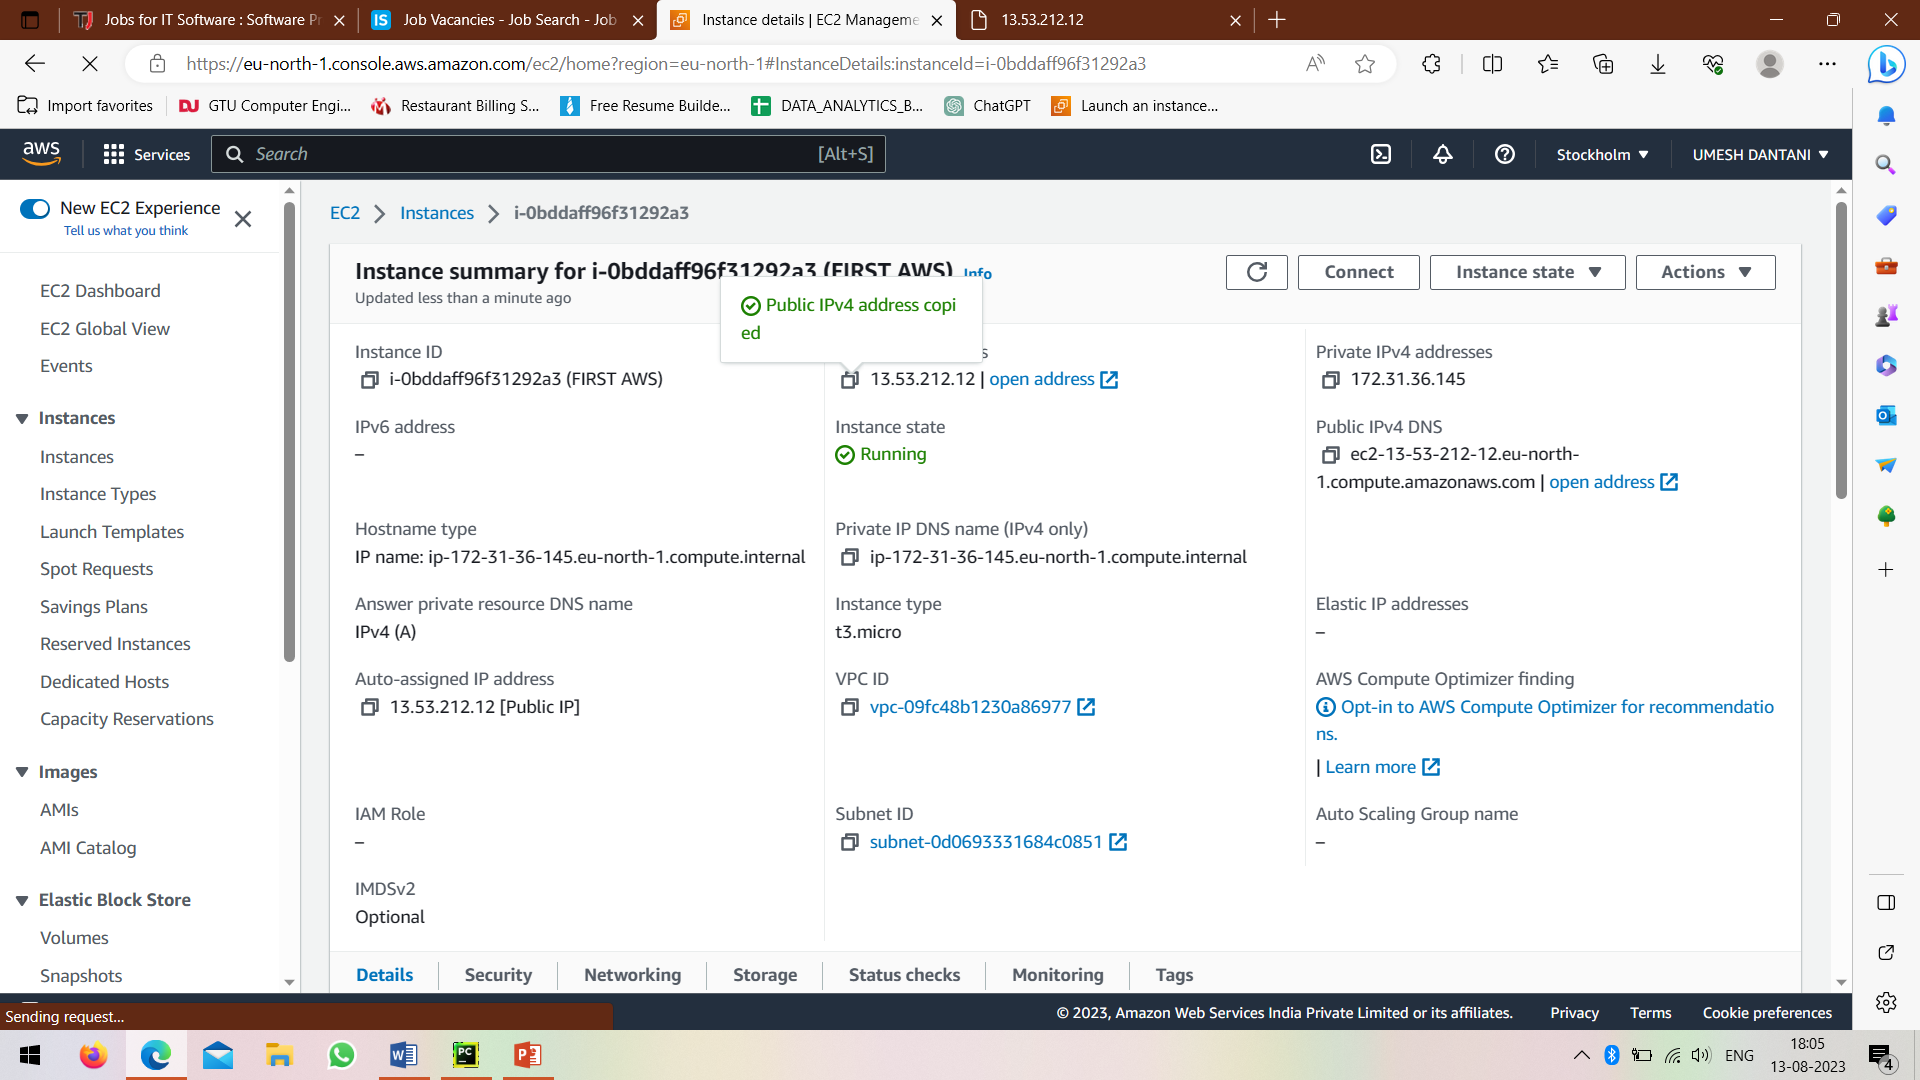 Jobs for IT Software : Software Pr
Job Vacancies - Job Search - Job
Instance details | EC2 Manageme
13.53.212.12
https://eu-north-1.console.aws.amazon.com/ec2/home?region=eu-north-1#InstanceDetails:instanceId=i-0bddaff96f31292a3
Import favorites
GTU Computer Engi...
Restaurant Billing S...
Free Resume Builde...
DATA_ANALYTICS_B...
ChatGPT
Launch an instance...
aws
Services
Search
[Alt+S]
Stockholm
UMESH DANTANI
New EC2 Experience
Tell us what you think
EC2 Dashboard
EC2 Global View
Events
Instances
Instances
Instance Types
Launch Templates
Spot Requests
Savings Plans
Reserved Instances
Dedicated Hosts
Capacity Reservations
Images
AMIs
AMI Catalog
Elastic Block Store
Volumes
Snapshots
EC2
Instances
i-0bddaff96f31292a3
Instance summary for i-0bddaff96f31292a3 (FIRST AWS) Info
Updated less than a minute ago
Connect
Instance state
Actions
Public IPv4 address copi
ed
Instance ID
i-0bddaff96f31292a3 (FIRST AWS)
s
13.53.212.12 | open address
Private IPv4 addresses
172.31.36.145
IPv6 address
–
Instance state
Running
Public IPv4 DNS
ec2-13-53-212-12.eu-north-
1.compute.amazonaws.com | open address
Hostname type
IP name: ip-172-31-36-145.eu-north-1.compute.internal
Private IP DNS name (IPv4 only)
ip-172-31-36-145.eu-north-1.compute.internal
Answer private resource DNS name
IPv4 (A)
Instance type
t3.micro
Elastic IP addresses
–
Auto-assigned IP address
13.53.212.12 [Public IP]
VPC ID
vpc-09fc48b1230a86977
AWS Compute Optimizer finding
Opt-in to AWS Compute Optimizer for recommendatio
ns.
| Learn more
IAM Role
–
Subnet ID
subnet-0d0693331684c0851
Auto Scaling Group name
–
IMDSv2
Optional
Details
Security
Networking
Storage
Status checks
Monitoring
Tags
Sending request...
© 2023, Amazon Web Services India Private Limited or its affiliates.
Privacy
Terms
Cookie preferences
ENG
18:05
13-08-2023
4